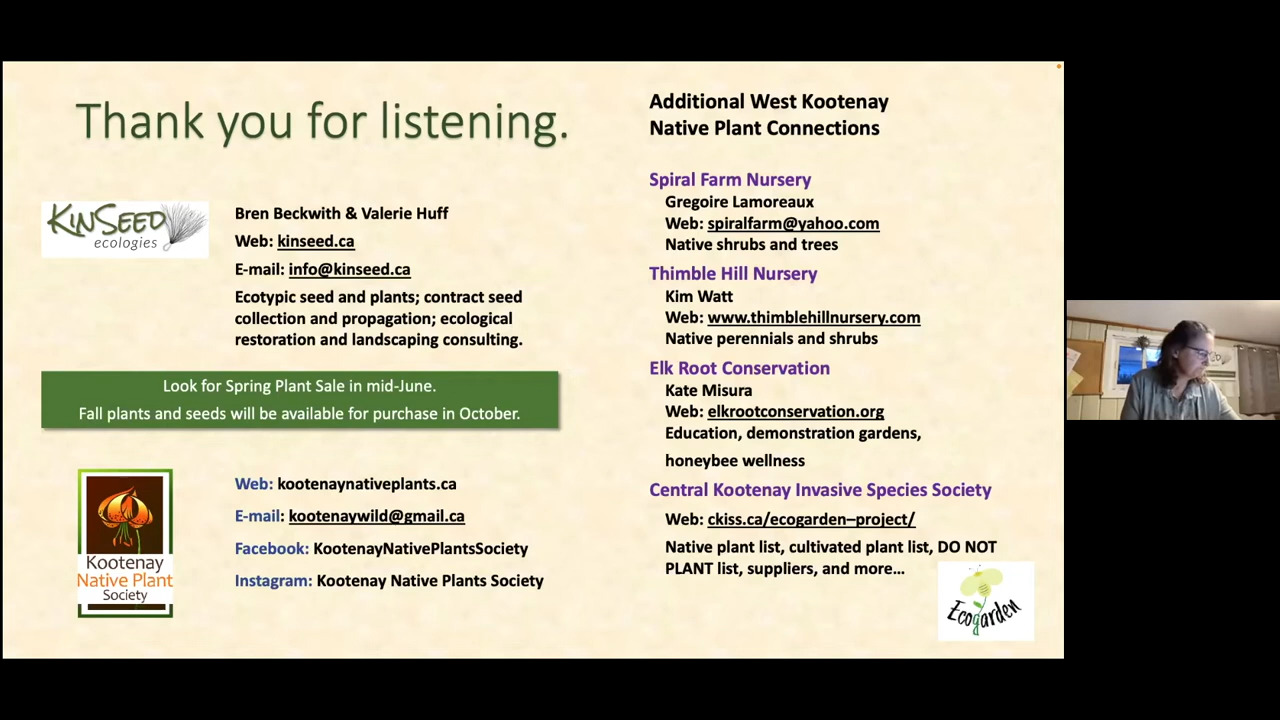 Thank you for listening.
KINSEED
ecologies
Bren Beckwith & Valerie Huff
Web: kinseed.ca
E-mail: info@kinseed.ca
Ecotypic seed and plants; contract seed
collection and propagation; ecological
restoration and landscaping consulting.
Look for Spring Plant Sale in mid-June.
Fall plants and seeds will be available for purchase in October.
Kootenay
Native Plant
Society
Web: kootenaynativeplants.ca
E-mail: kootenaywild@gmail.ca
Facebook: KootenayNativePlantsSociety
Instagram: Kootenay Native Plants Society
Additional West Kootenay
Native Plant Connections
Spiral Farm Nursery
Gregoire Lamoreaux
Web: spiralfarm@yahoo.com
Native shrubs and trees
Thimble Hill Nursery
Kim Watt
Web: www.thimblehillnursery.com
Native perennials and shrubs
Elk Root Conservation
Kate Misura
Web: elkrootconservation.org
Education, demonstration gardens,
honeybee wellness
Central Kootenay Invasive Species Society
Web: ckiss.ca/ecogarden–project/
Native plant list, cultivated plant list, DO NOT
PLANT list, suppliers, and more…
Ecogarden